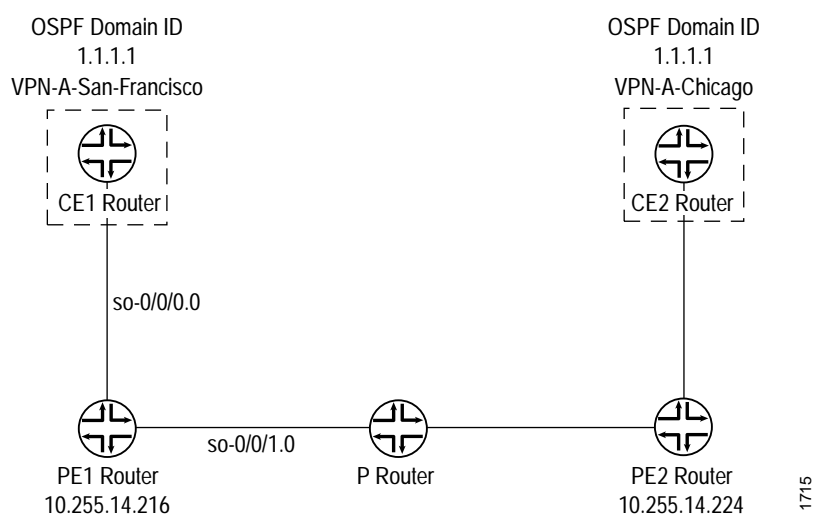 OSPF Domain ID
1.1.1.1
VPN-A-San-Francisco
CE1 Router
OSPF Domain ID
1.1.1.1
VPN-A-Chicago
CE2 Router
so-0/0/0.0
so-0/0/1.0
PE1 Router
10.255.14.216
P Router
PE2 Router
10.255.14.224
1715